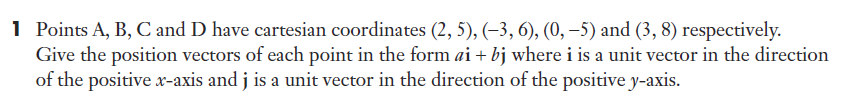 1 Points A, B, C and D have cartesian coordinates (2, 5), (−3, 6), (0, −5) and (3, 8) respectively.
Give the position vectors of each point in the form ai + bj where i is a unit vector in the direction
of the positive x-axis and j is a unit vector in the direction of the positive y-axis.